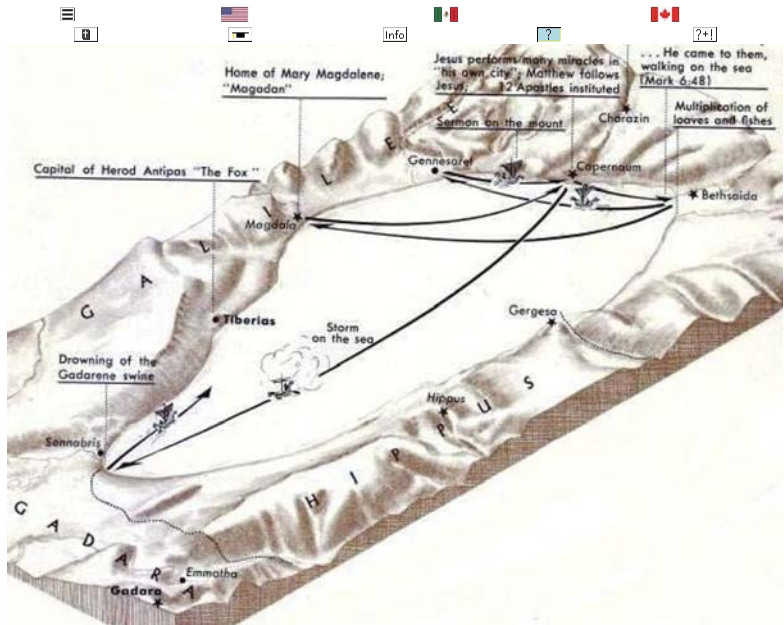 Info
?
?+!
. . . He came to them,
walking on the sea
(Mark 6:48)
Jesus performs many miracles in
"his own city"; Matthew follows
Jesus; 12 Apostles instituted
Home of Mary Magdalene;
"Magadan"
Multiplication of
loaves and fishes
Chorazin
Sermon on the mount
Gennesaret
Capernaum
Capital of Herod Antipas "The Fox "
Bethsaida
Magdala
GALILEE
Tiberias
Gergesa
Storm
on the sea
Drowning of the
Gadarene swine
Hippus
HIPPUS
Sennabris
GADARA
Emmatha
Gadara